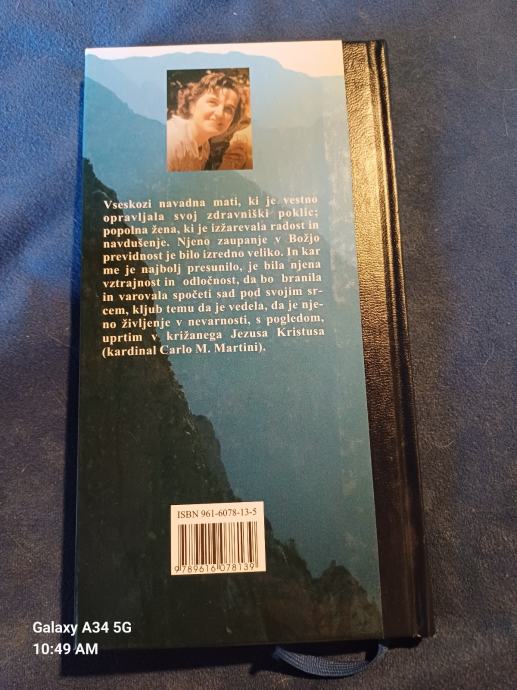 Vseskozi navadna mati, ki je vestno
opravljala svoj zdravniški poklic;
popolna žena, ki je izžarevala radost in
navdušenje. Njeno zaupanje v Božjo
previdnost je bilo izredno veliko. In kar
me je najbolj presunilo, je bila njena
vztrajnost in odločnost, da bo branila
in varovala spočeti sad pod svojim sr-
cem, kljub temu da je vedela, da je nje-
no življenje v nevarnosti, s pogledom,
uprtim v križanega Jezusa Kristusa
(kardinal Carlo M. Martini).
ISBN 961-6078-13-5
9789616078139
Galaxy A34 5G
10:49 AM